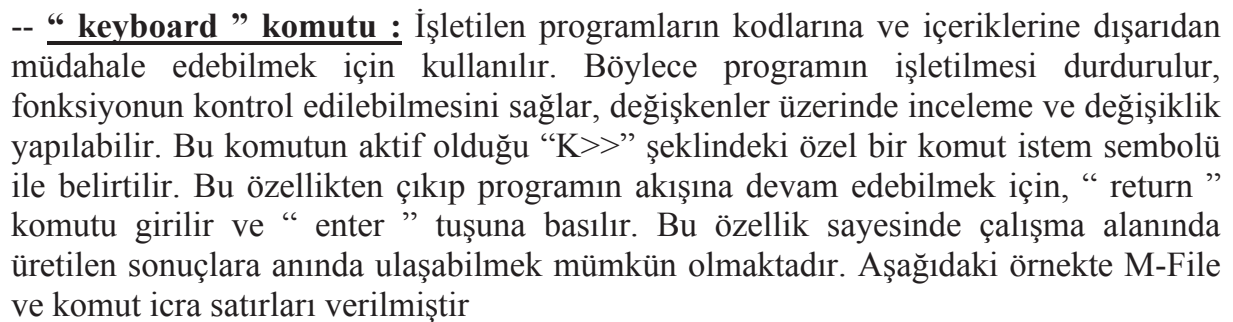 -- “ keyboard ” komutu : İşletilen programların kodlarına ve içeriklerine dışarıdan
müdahale edebilmek için kullanılır. Böylece programın işletilmesi durdurulur,
fonksiyonun kontrol edilebilmesini sağlar, değişkenler üzerinde inceleme ve değişiklik
yapılabilir. Bu komutun aktif olduğu “K>>” şeklindeki özel bir komut istem sembolü
ile belirtilir. Bu özellikten çıkıp programın akışına devam edebilmek için, “ return ”
komutu girilir ve “ enter ” tuşuna basılır. Bu özellik sayesinde çalışma alanında
üretilen sonuçlara anında ulaşabilmek mümkün olmaktadır. Aşağıdaki örnekte M-File
ve komut icra satırları verilmiştir